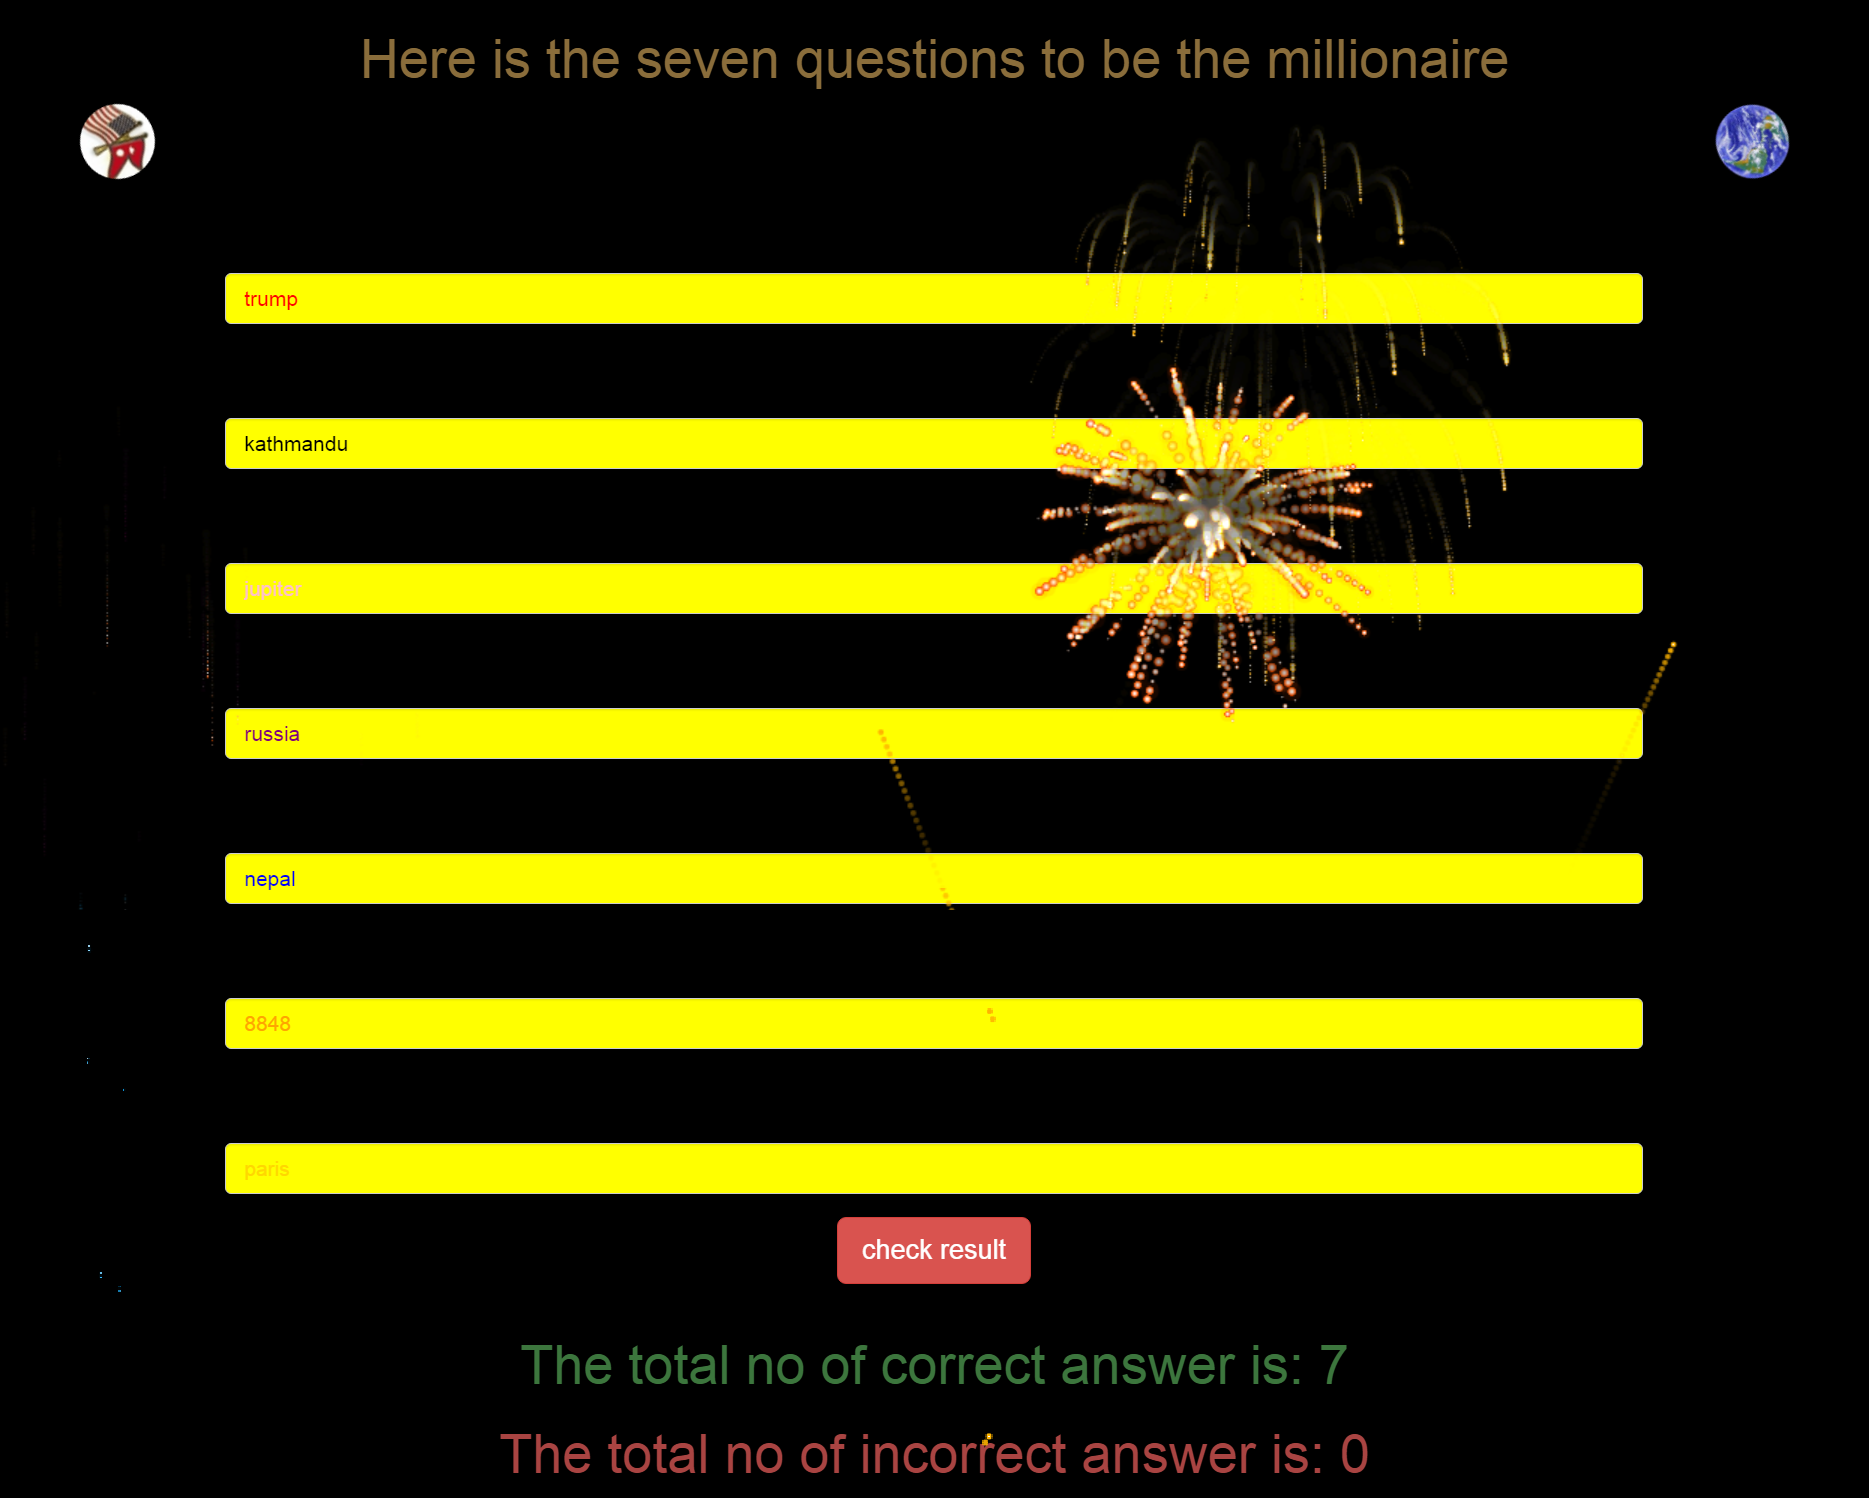 Here is the seven questions to be the millionaire
trump
kathmandu
jupiter
russia
nepal
8848
paris
check result
The total no of correct answer is: 7
The total no of incorrect answer is: 0